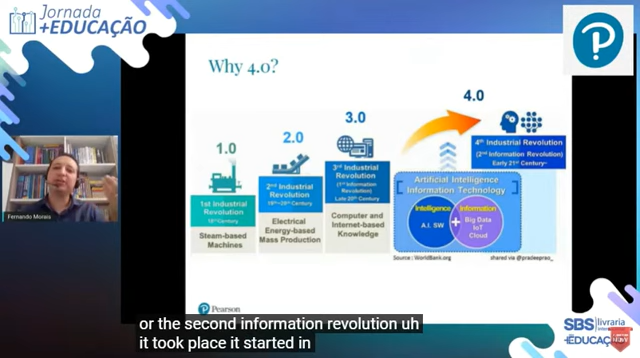 Jornada
+EDUCAÇÃO
Why 4.0?
1.0
2.0
3.0
4.0
1st Industrial
Revolution
18th Century
Steam-based
Machines
2nd Industrial
Revolution
19th~20th Century
Electrical
Energy-based
Mass Production
3rd Industrial
Revolution
(1st Information
Revolution)
Late 20th Century
Computer and
Internet-based
Knowledge
4th Industrial Revolution
(2nd Information Revolution)
Early 21st Century~
Artificial Intelligence
Information Technology
Intelligence
A.I. SW
+
Information
Big Data
IoT
Cloud
Source : WorldBank.org
shared via @pradeeprao_
Fernando Morais
P
Pearson
or the second information revolution uh
it took place it started in
SBS livraria
+EDUCAÇÃO